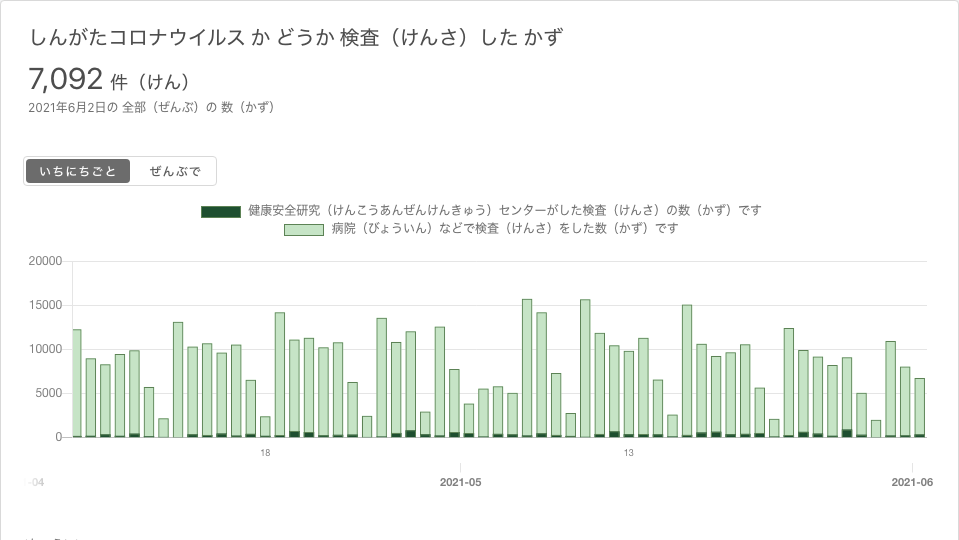 しんがたコロナウイルス か どうか 検査（けんさ）した かず
7,092 件（けん）
2021年6月2日の 全部（ぜんぶ）の 数（かず）
いちにちごと ぜんぶで
健康安全研究（けんこうあんぜんけんきゅう）センターがした検査（けんさ）の数（かず）です
病院（びょういん）などで検査（けんさ）をした数（かず）です
20000
15000
10000
5000
0
18 13
-04 2021-05 2021-06